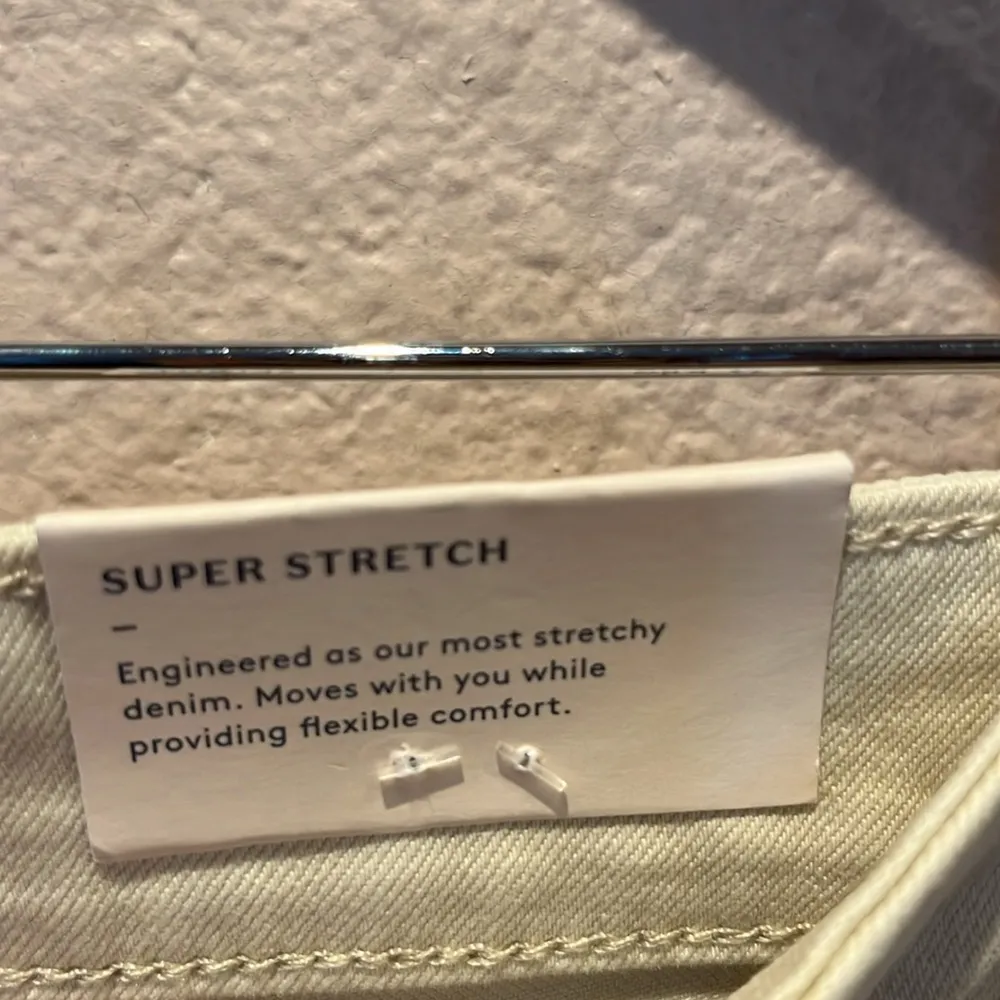 SUPER STRETCH
–
Engineered as our most stretchy
denim. Moves with you while
providing flexible comfort.